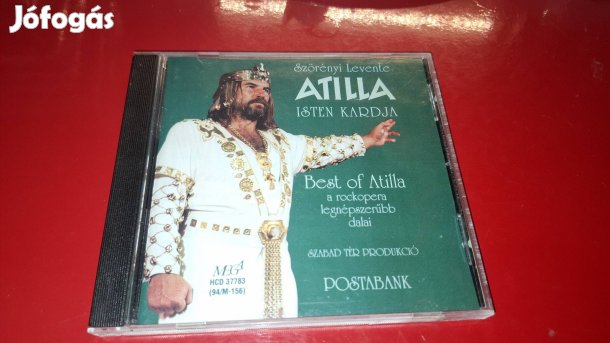 Jófogás
Szörényi Levente
ATILLA
ISTEN KARDJA
Best of Atilla
a rockopera
legnépszerűbb
dalai
SZABAD TÉR PRODUKCIÓ
MEGA
HCD 37783
(94/M-156)
POSTABANK